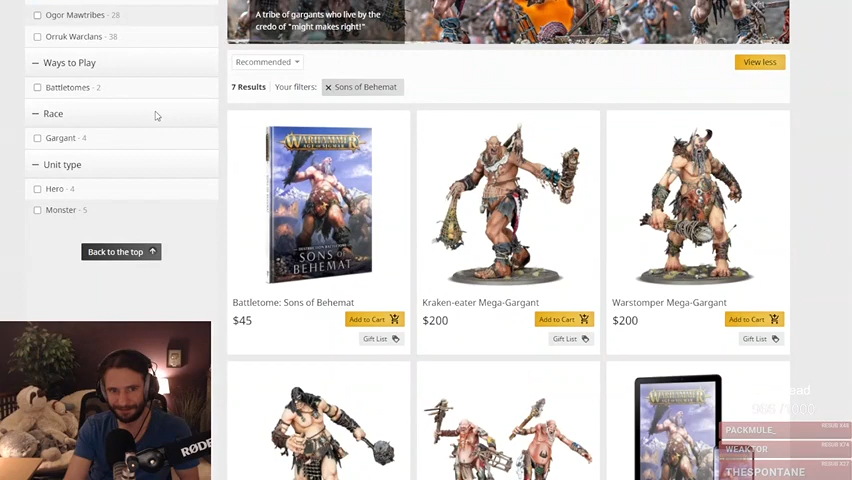 Ogor Mawtribes - 28
Orruk Warclans - 38
Ways to Play
Battletomes - 2
Race
Gargant - 4
Unit type
Hero - 4
Monster - 5
Back to the top
A tribe of gargants who live by the
credo of "might makes right!"
Recommended
View less
7 Results Your filters: × Sons of Behemat
WARHAMMER
AGE OF SIGMAR
SONS OF
BEHEMAT
Battletome: Sons of Behemat
$45
Add to Cart
Gift List
Kraken-eater Mega-Gargant
$200
Add to Cart
Gift List
Warstomper Mega-Gargant
$200
Add to Cart
Gift List
WARHAMMER
RØDE
PACKMULE_
WEAKTOR
THESPONTANE